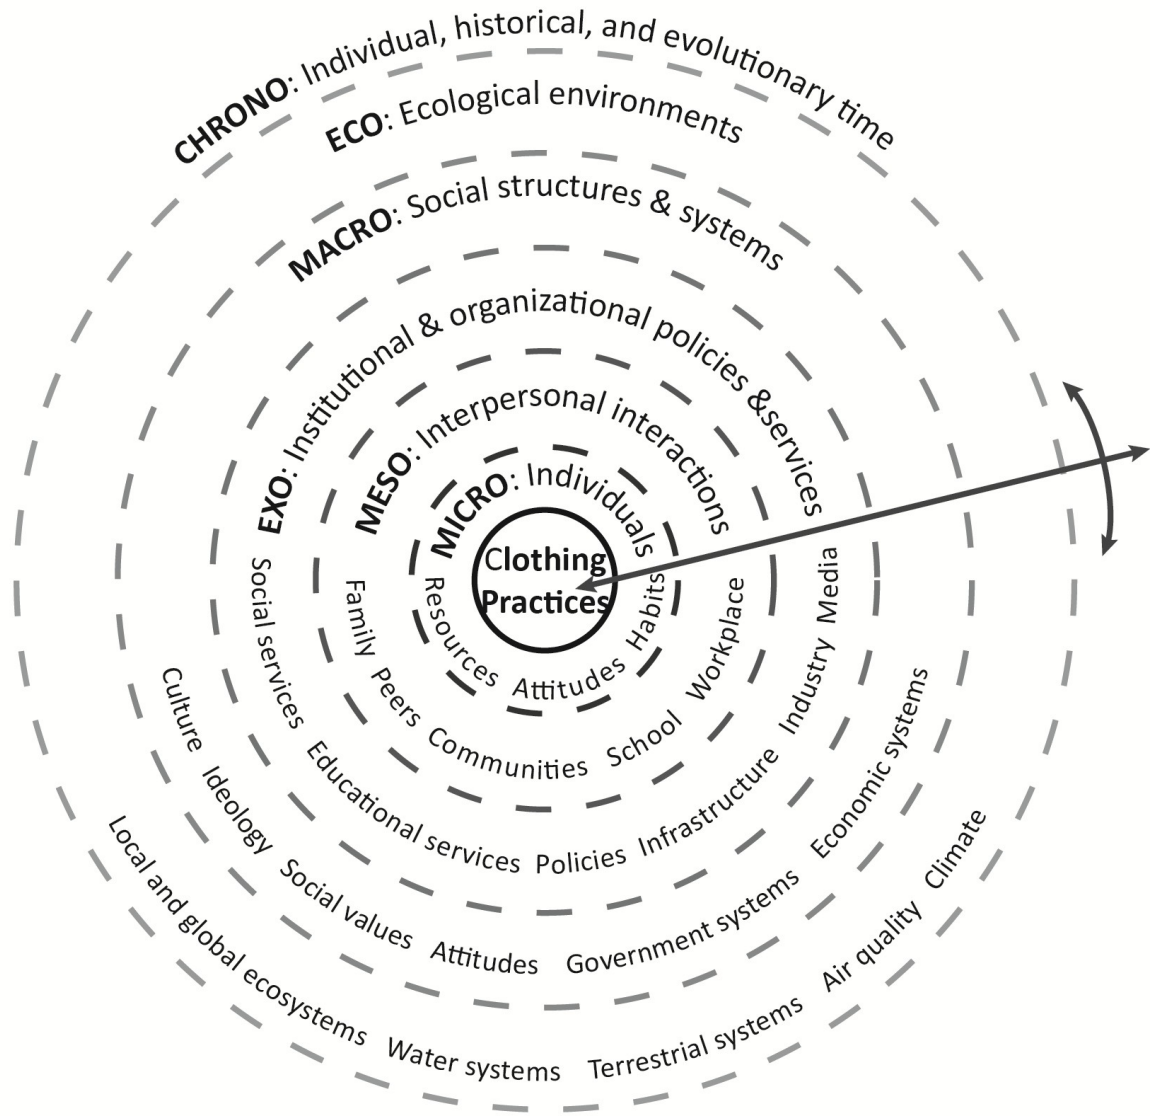 CHRONO: Individual, historical, and evolutionary time
ECO: Ecological environments
MACRO: Social structures & systems
EXO: Institutional & organizational policies &services
MESO: Interpersonal interactions
MICRO: Individuals
Clothing
Practices
Resources Attitudes Habits
Family Peers Communities School Workplace
Social services Educational services Policies Infrastructure Industry Media
Culture Ideology Social values Attitudes Government systems Economic systems
Local and global ecosystems Water systems Terrestrial systems Air quality Climate